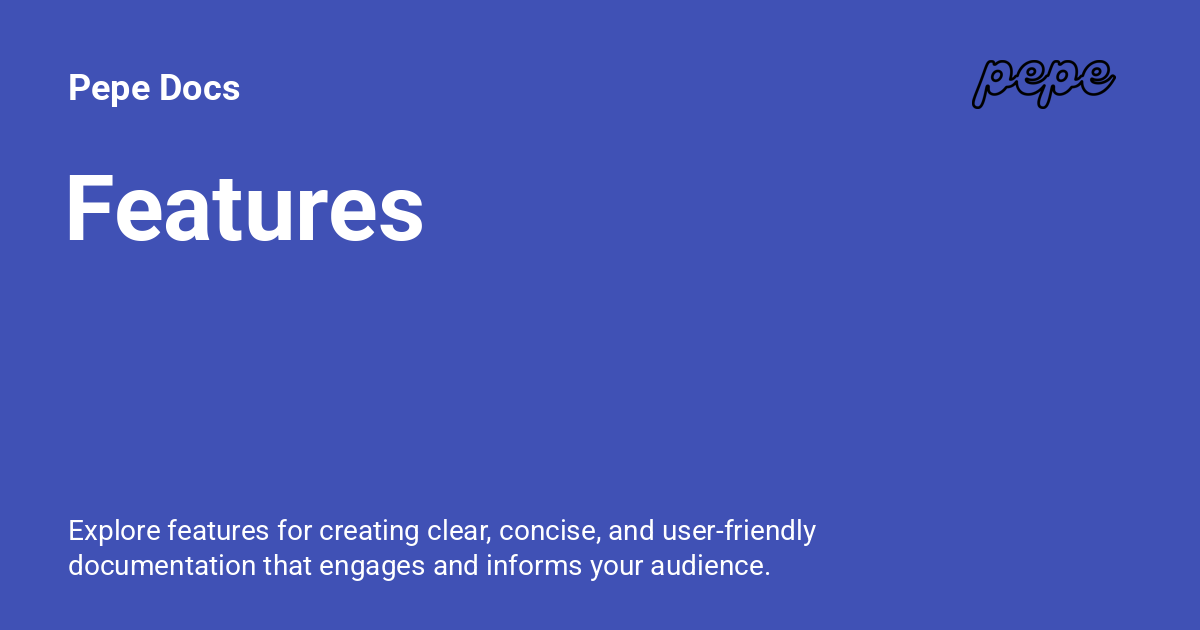 Pepe Docs
pepe
Features
Explore features for creating clear, concise, and user-friendly
documentation that engages and informs your audience.